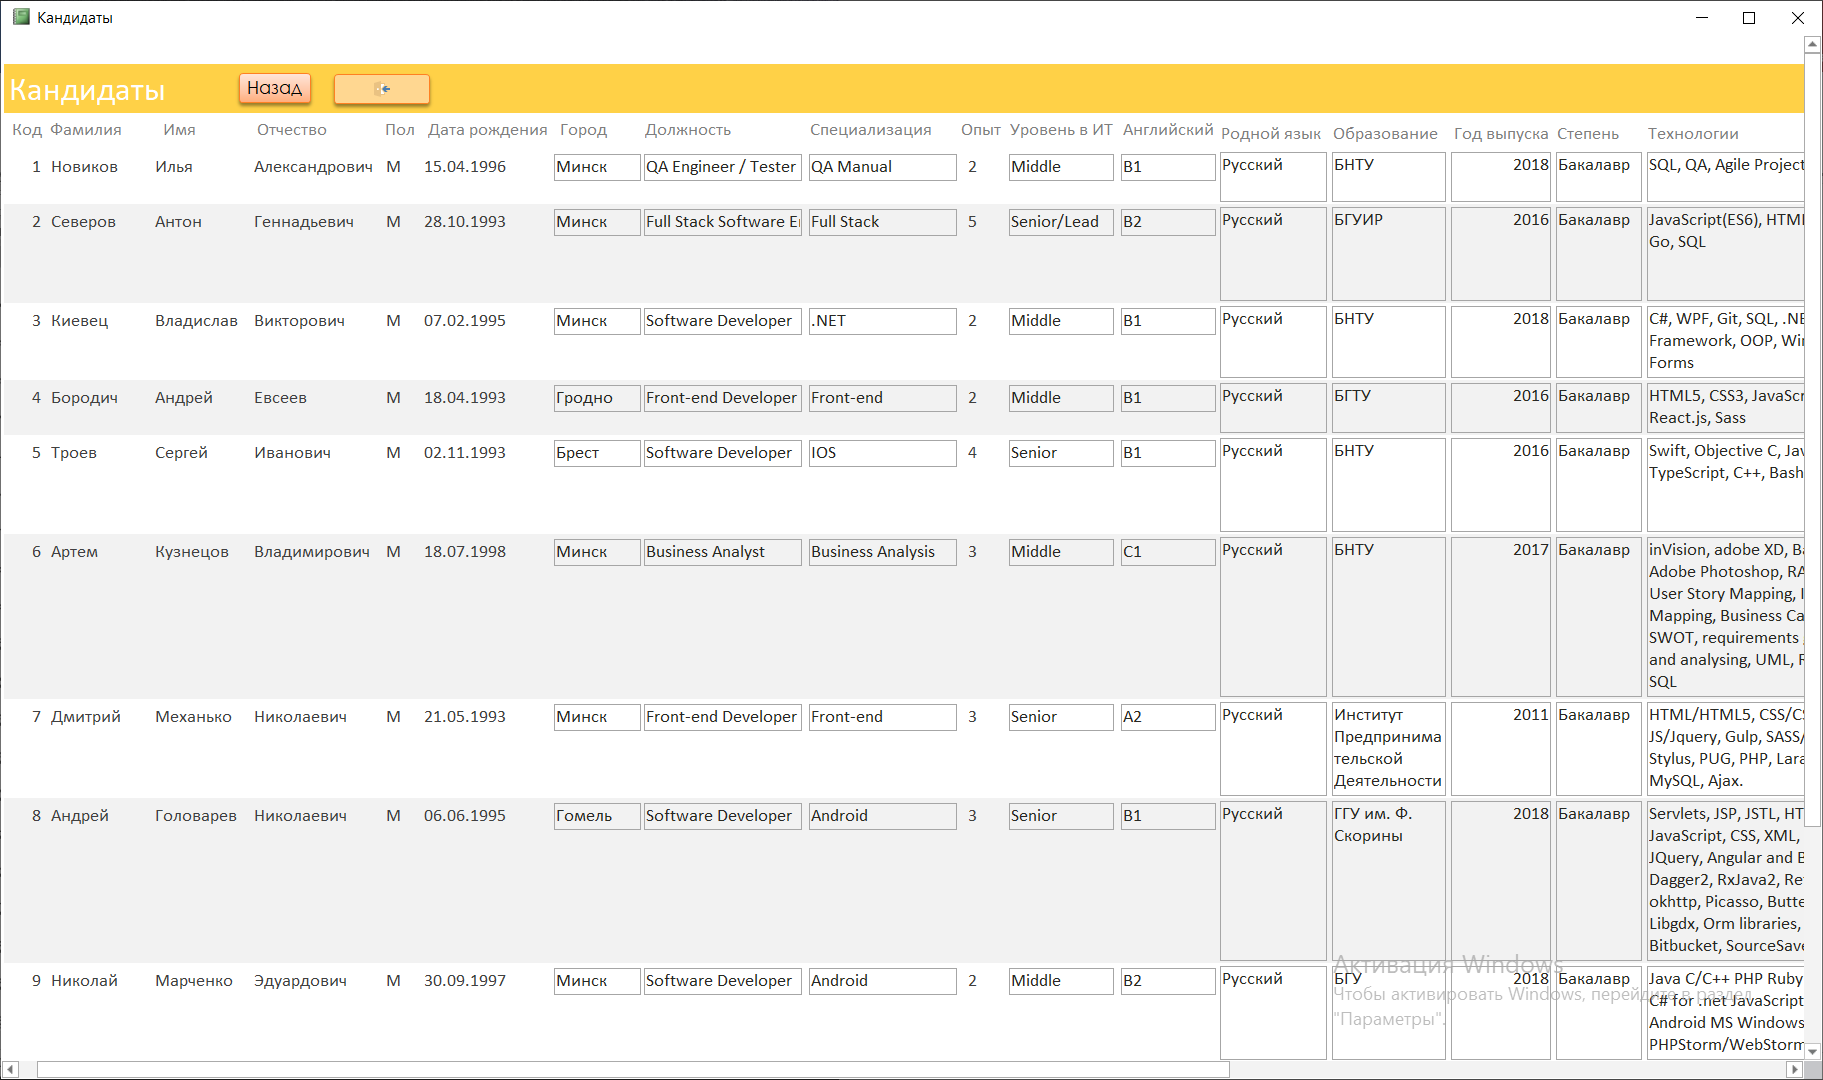 Кандидаты
Кандидаты Назад
Код Фамилия Имя Отчество Пол Дата рождения Город Должность Специализация Опыт Уровень в ИТ Английский Родной язык Образование Год выпуска Степень Технологии
1 Новиков Илья Александрович М 15.04.1996 Минск QA Engineer / Tester QA Manual 2 Middle B1 Русский БНТУ 2018 Бакалавр SQL, QA, Agile Project
2 Северов Антон Геннадьевич М 28.10.1993 Минск Full Stack Software Full Stack 5 Senior/Lead B2 Русский БГУИР 2016 Бакалавр JavaScript(ES6),
Go, SQL
3 Киевец Владислав Викторович М 07.02.1995 Минск Software Developer .NET 2 Middle B1 Русский БНТУ 2018 Бакалавр C#, WPF, Git, SQL,
Framework, OOP,
Forms
4 Бородич Андрей Евсеев М 18.04.1993 Гродно Front-end Developer Front-end 2 Middle B1 Русский БГТУ 2016 Бакалавр HTML5, CSS3,
React.js, Sass
5 Троев Сергей Иванович М 02.11.1993 Брест Software Developer IOS 4 Senior B1 Русский БНТУ 2016 Бакалавр Swift, Objective C,
TypeScript, C++, Bash
6 Артем Кузнецов Владимирович М 18.07.1998 Минск Business Analyst Business Analysis 3 Middle C1 Русский БНТУ 2017 Бакалавр inVision, adobe XD,
Adobe Photoshop,
User Story Mapping,
Mapping, Business
SWOT, requirements
and analysing, UML,
SQL
7 Дмитрий Механько Николаевич М 21.05.1993 Минск Front-end Developer Front-end 3 Senior A2 Русский Институт 2011 Бакалавр HTML/HTML5,
Предпринима JS/Jquery, Gulp, SASS/
тельской Stylus, PUG, PHP,
Деятельности MySQL, Ajax.
8 Андрей Головарев Николаевич М 06.06.1995 Гомель Software Developer Android 3 Senior B1 Русский ГГУ им. Ф. 2018 Бакалавр Servlets, JSP, JSTL,
Скорины JavaScript, CSS, XML,
JQuery, Angular and
Dagger2, RxJava2,
okhttp, Picasso,
Libgdx, Orm libraries,
Bitbucket,
9 Николай Марченко Эдуардович М 30.09.1997 Минск Software Developer Android 2 Middle B2 Русский БГУ 2018 Бакалавр Java C/C++ PHP Ruby
C# for .net JavaScript
Android MS Windows
PHPStorm/WebStorm
Активация Windows
Чтобы активировать Windows, перейдите в раздел
"Параметры".